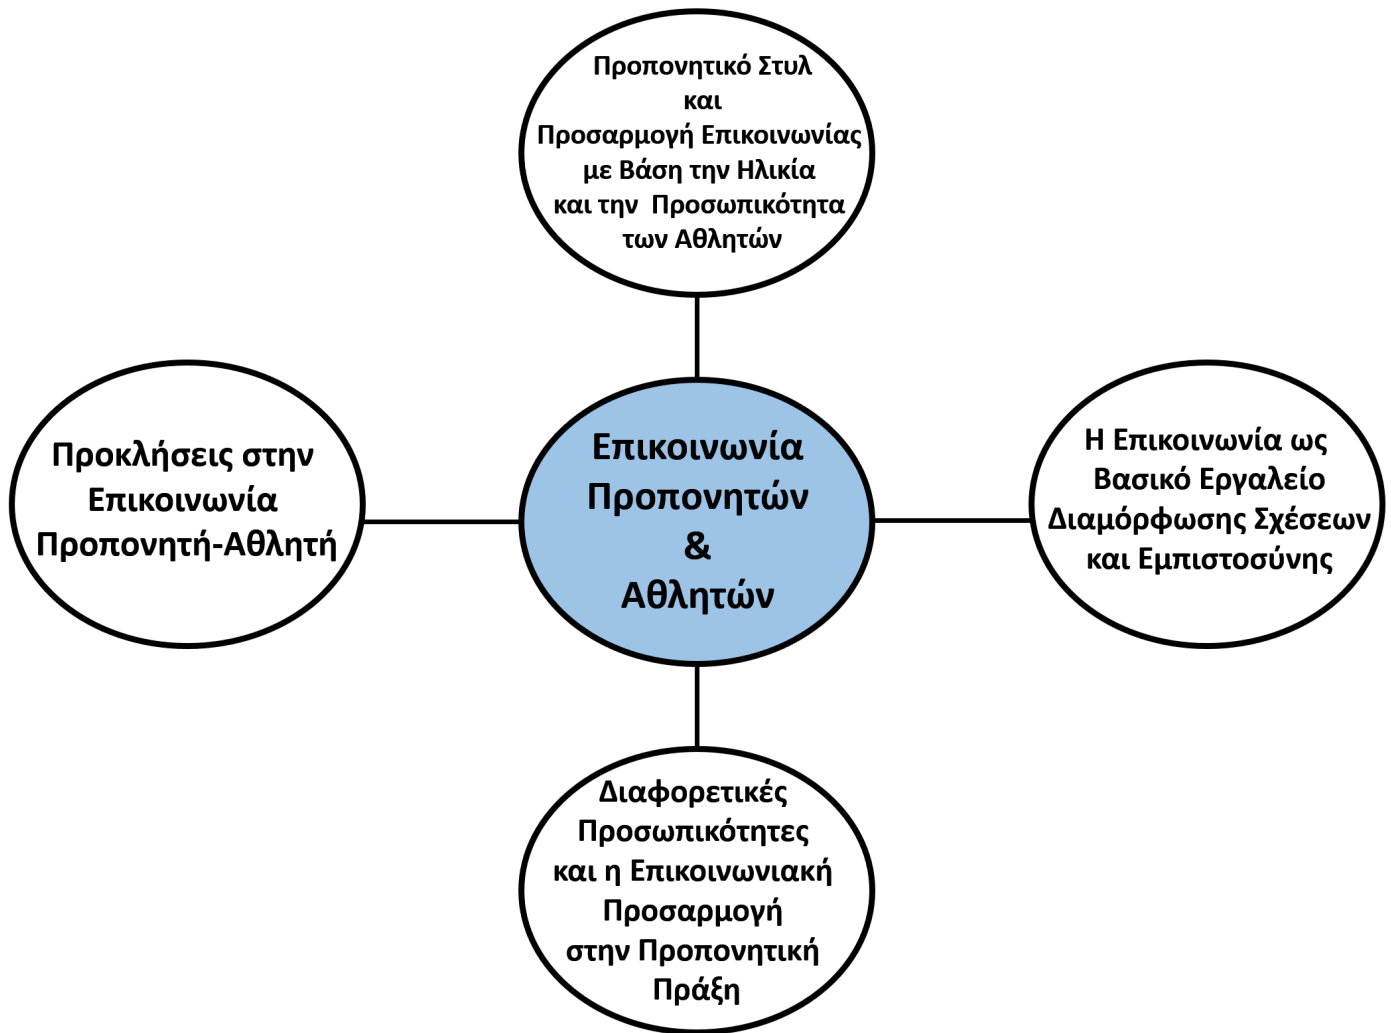 Προπονητικό Στυλ
και
Προσαρμογή Επικοινωνίας
με Βάση την Ηλικία
και την Προσωπικότητα
των Αθλητών
Προκλήσεις στην
Επικοινωνία
Προπονητή-Αθλητή
Επικοινωνία
Προπονητών
&
Αθλητών
Η Επικοινωνία ως
Βασικό Εργαλείο
Διαμόρφωσης Σχέσεων
και Εμπιστοσύνης
Διαφορετικές
Προσωπικότητες
και η Επικοινωνιακή
Προσαρμογή
στην Προπονητική
Πράξη